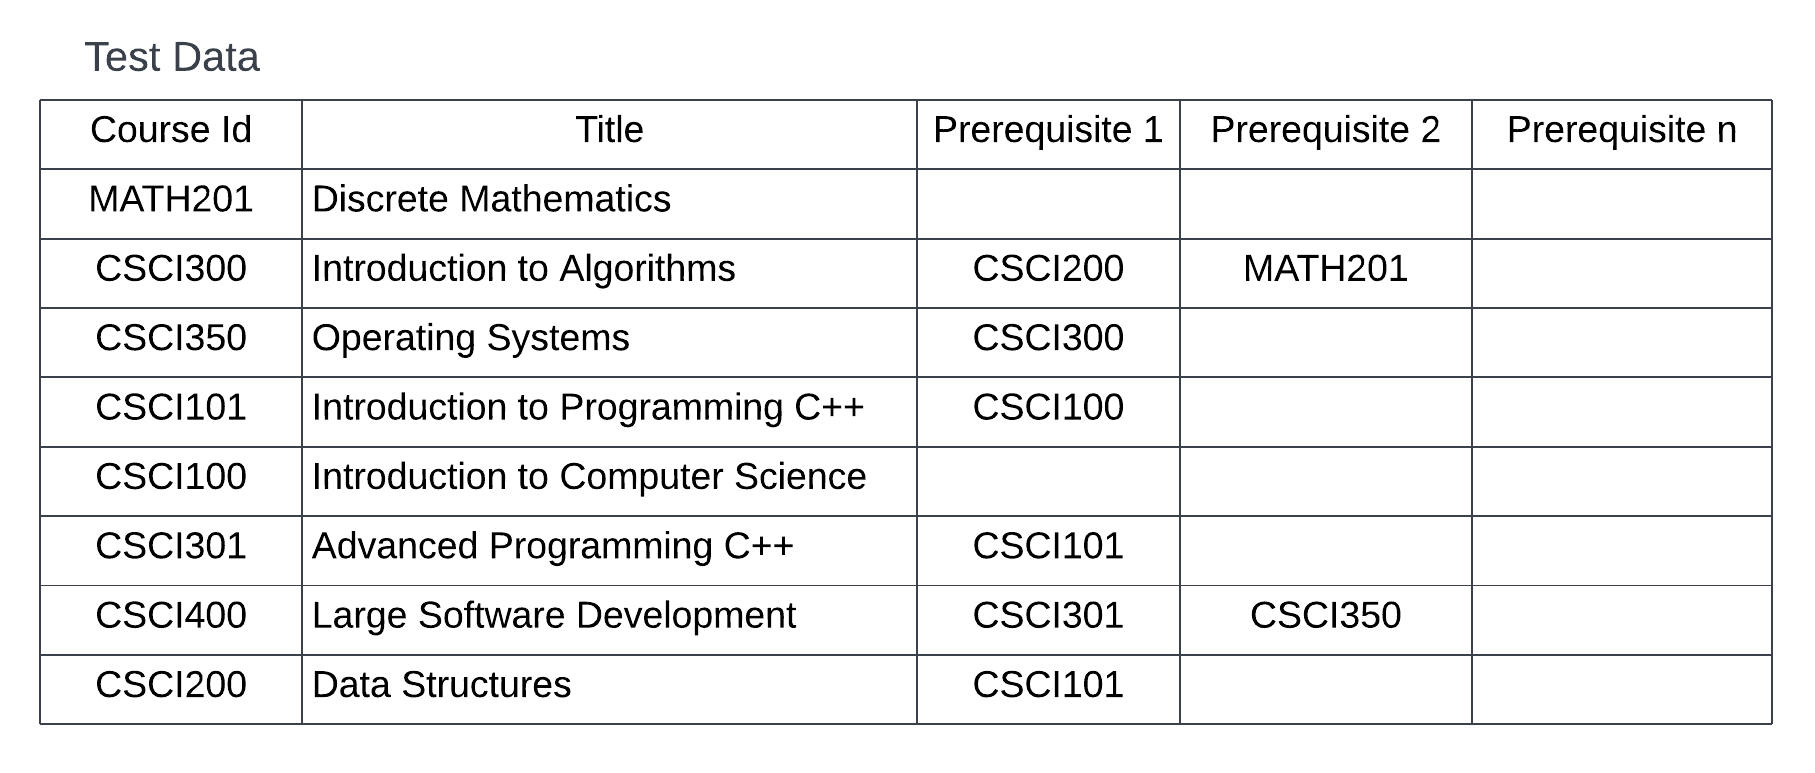 Test Data
Course Id Title Prerequisite 1 Prerequisite 2 Prerequisite n
MATH201 Discrete Mathematics
CSCI300 Introduction to Algorithms CSCI200 MATH201
CSCI350 Operating Systems CSCI300
CSCI101 Introduction to Programming C++ CSCI100
CSCI100 Introduction to Computer Science
CSCI301 Advanced Programming C++ CSCI101
CSCI400 Large Software Development CSCI301 CSCI350
CSCI200 Data Structures CSCI101